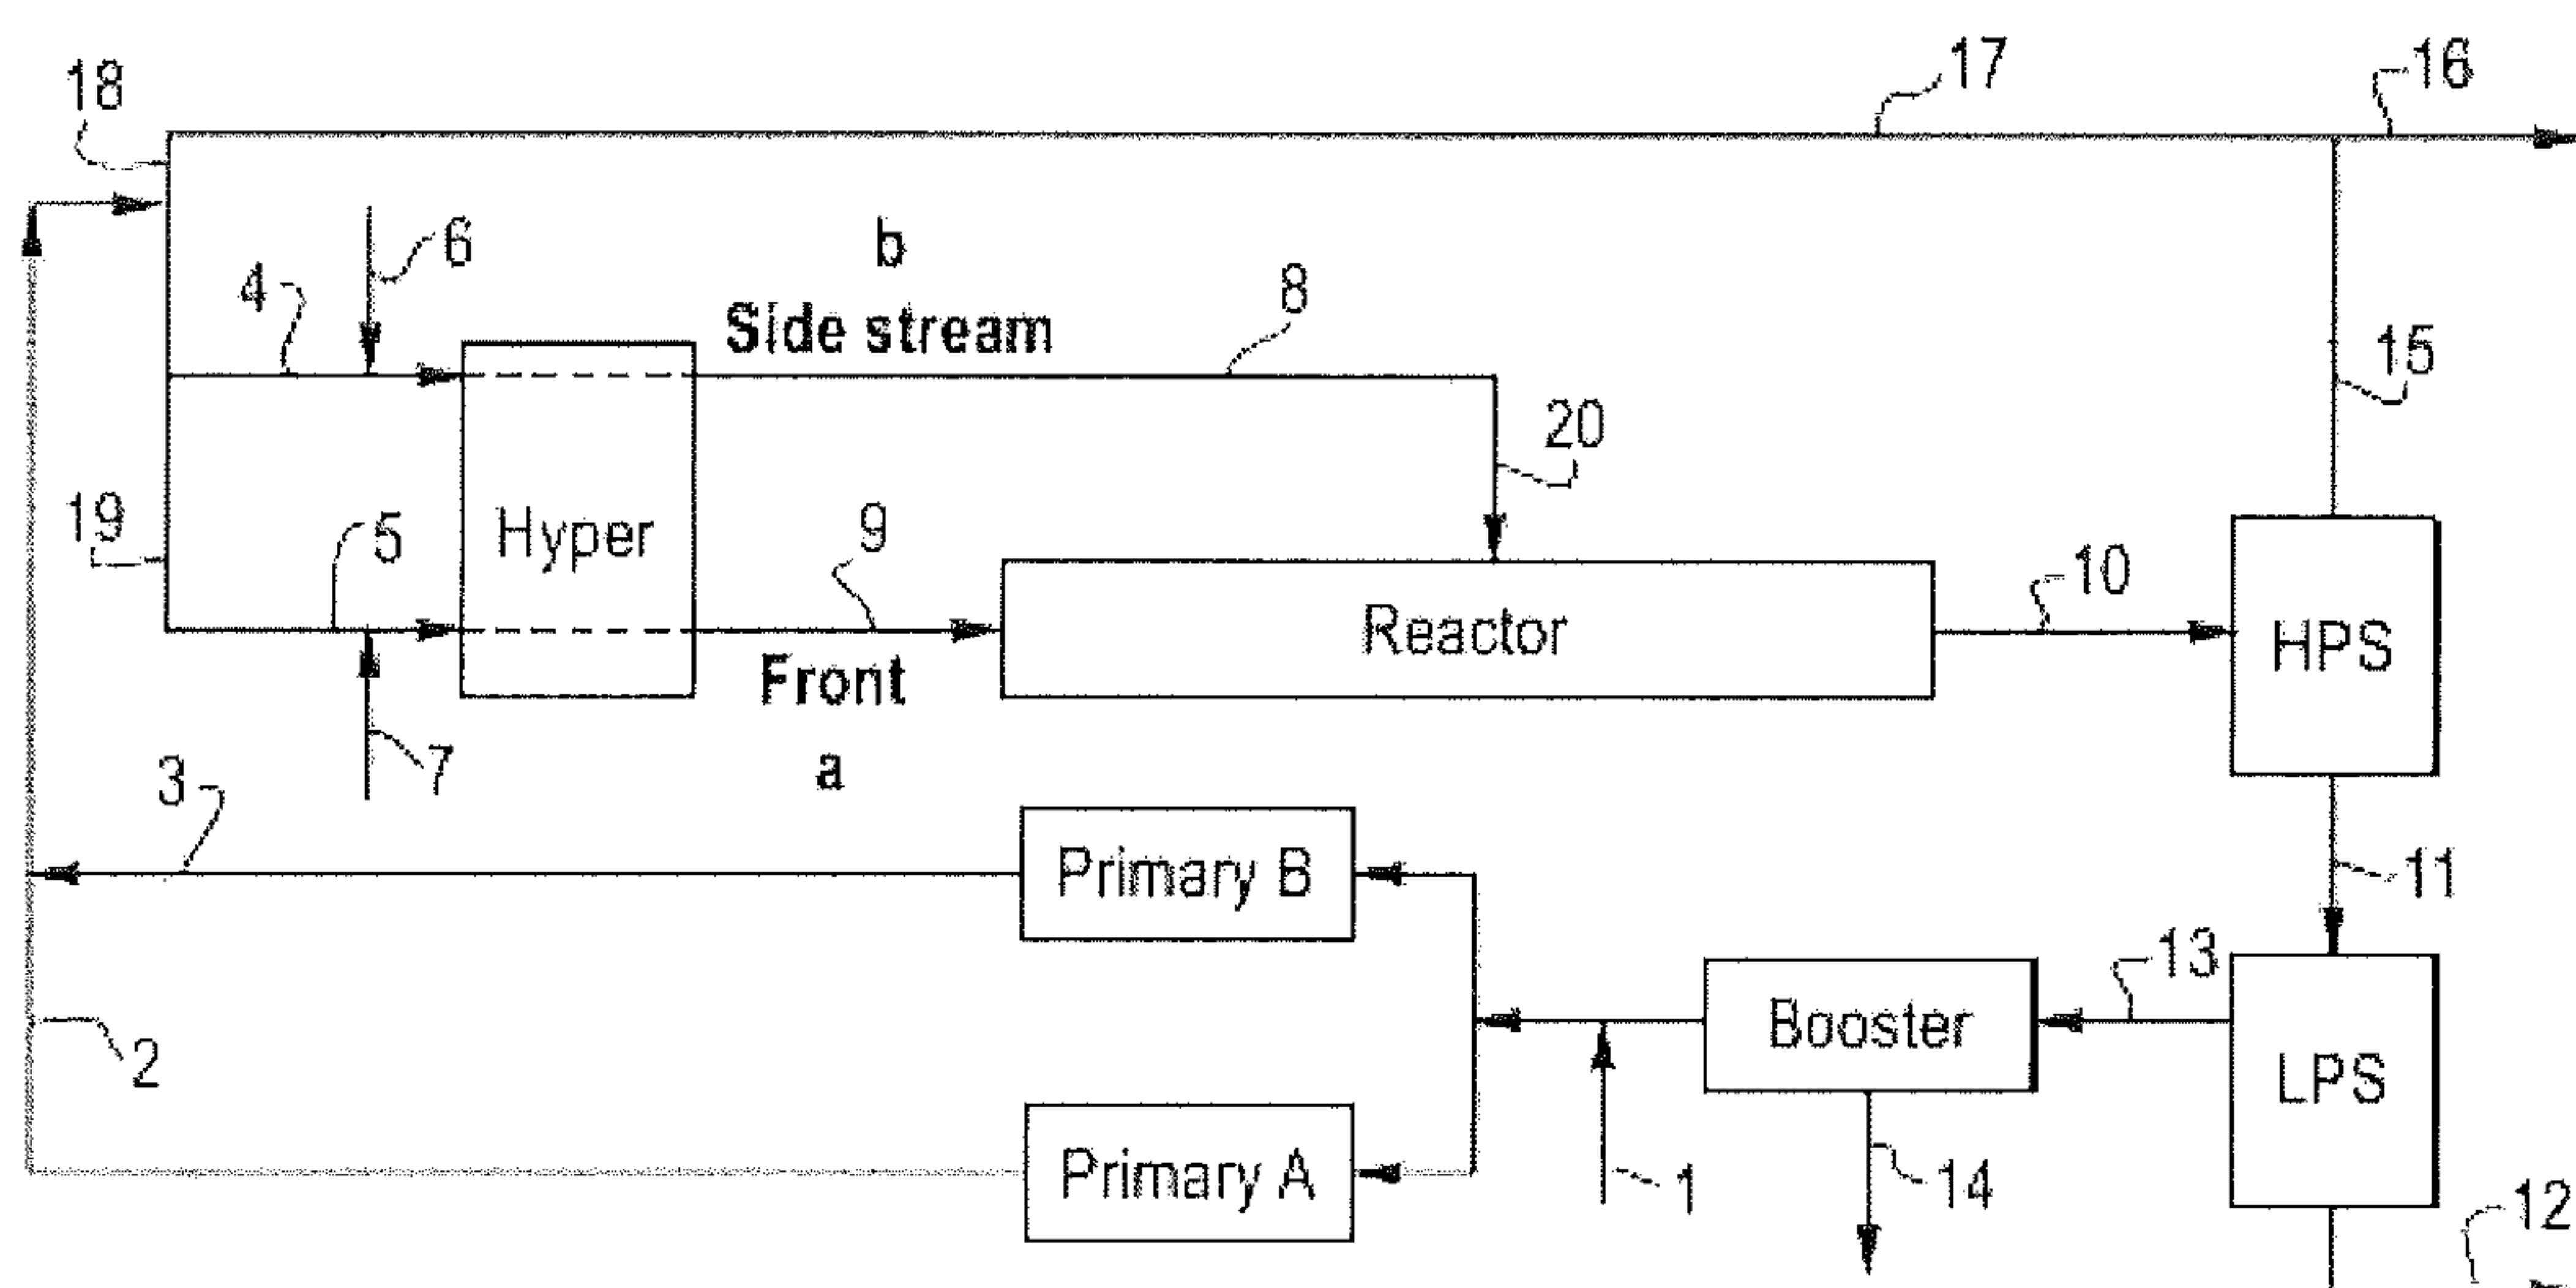 17
16
18
6
b
4
8
Side stream
15
20
19
5
9
Hyper
10
Reactor
HPS
Front
7
a
3
Primary B
11
13
Booster
2
LPS
Primary A
1
14
12